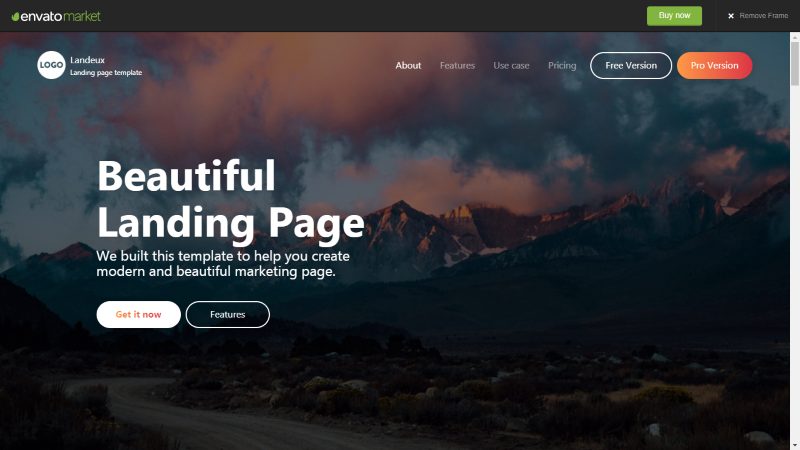 envatomarket
Buy now
Remove Frame
LOGO
Landeux
Landing page template
About
Features
Use case
Pricing
Free Version
Pro Version
Beautiful
Landing Page
We built this template to help you create
modern and beautiful marketing page.
Get it now
Features